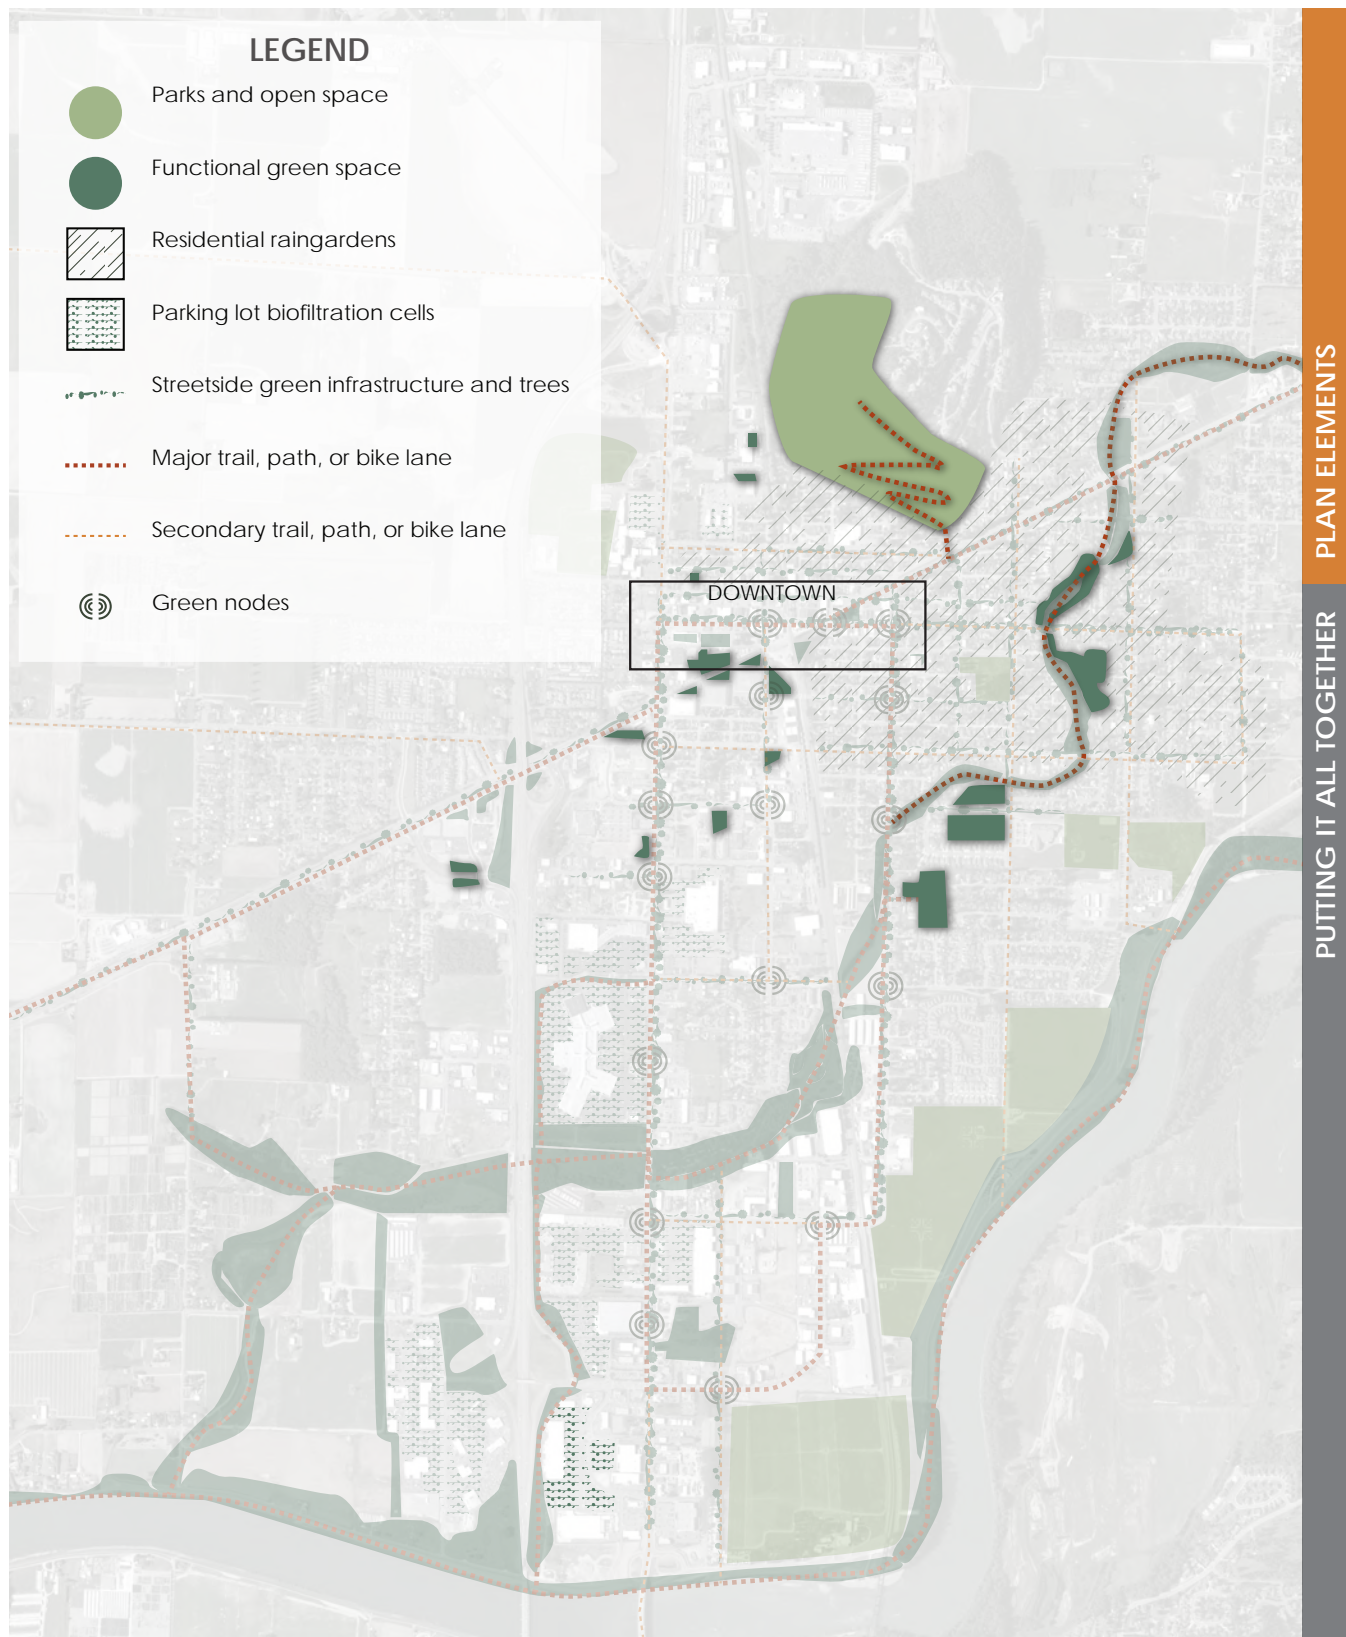 LEGEND
Parks and open space
Functional green space
Residential raingardens
Parking lot biofiltration cells
Streetside green infrastructure and trees
Major trail, path, or bike lane
Secondary trail, path, or bike lane
Green nodes
DOWNTOWN
PLAN ELEMENTS
PUTTING IT ALL TOGETHER